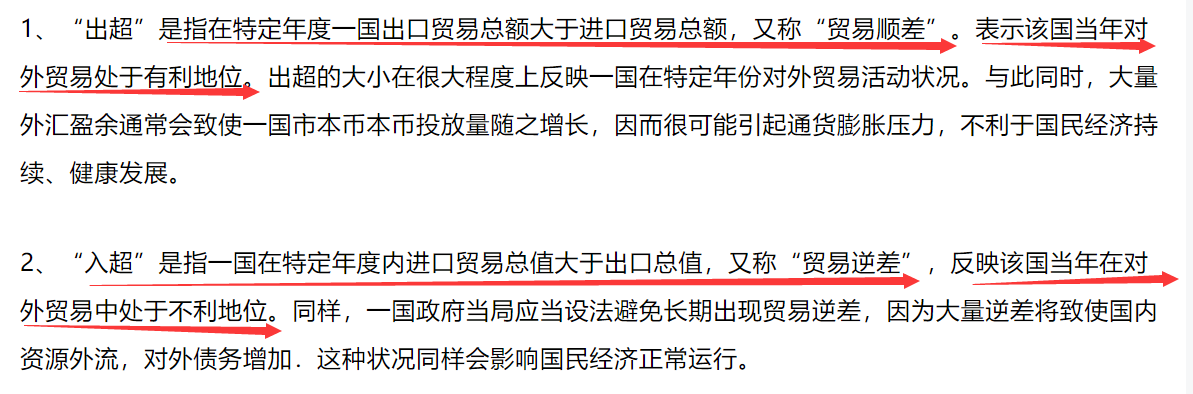 1、“出超”是指在特定年度一国出口贸易总额大于进口贸易总额，又称“贸易顺差”。表示该国当年对
外贸易处于有利地位。出超的大小在很大程度上反映一国在特定年份对外贸易活动状况。与此同时，大量
外汇盈余通常会致使一国市本币本币投放量随之增长，因而很可能引起通货膨胀压力，不利于国民经济持
续、健康发展。
2、“入超”是指一国在特定年度内进口贸易总值大于出口总值，又称“贸易逆差”，反映该国当年在对
外贸易中处于不利地位。同样，一国政府当局应当设法避免长期出现贸易逆差，因为大量逆差将致使国内
资源外流，对外债务增加．这种状况同样会影响国民经济正常运行。